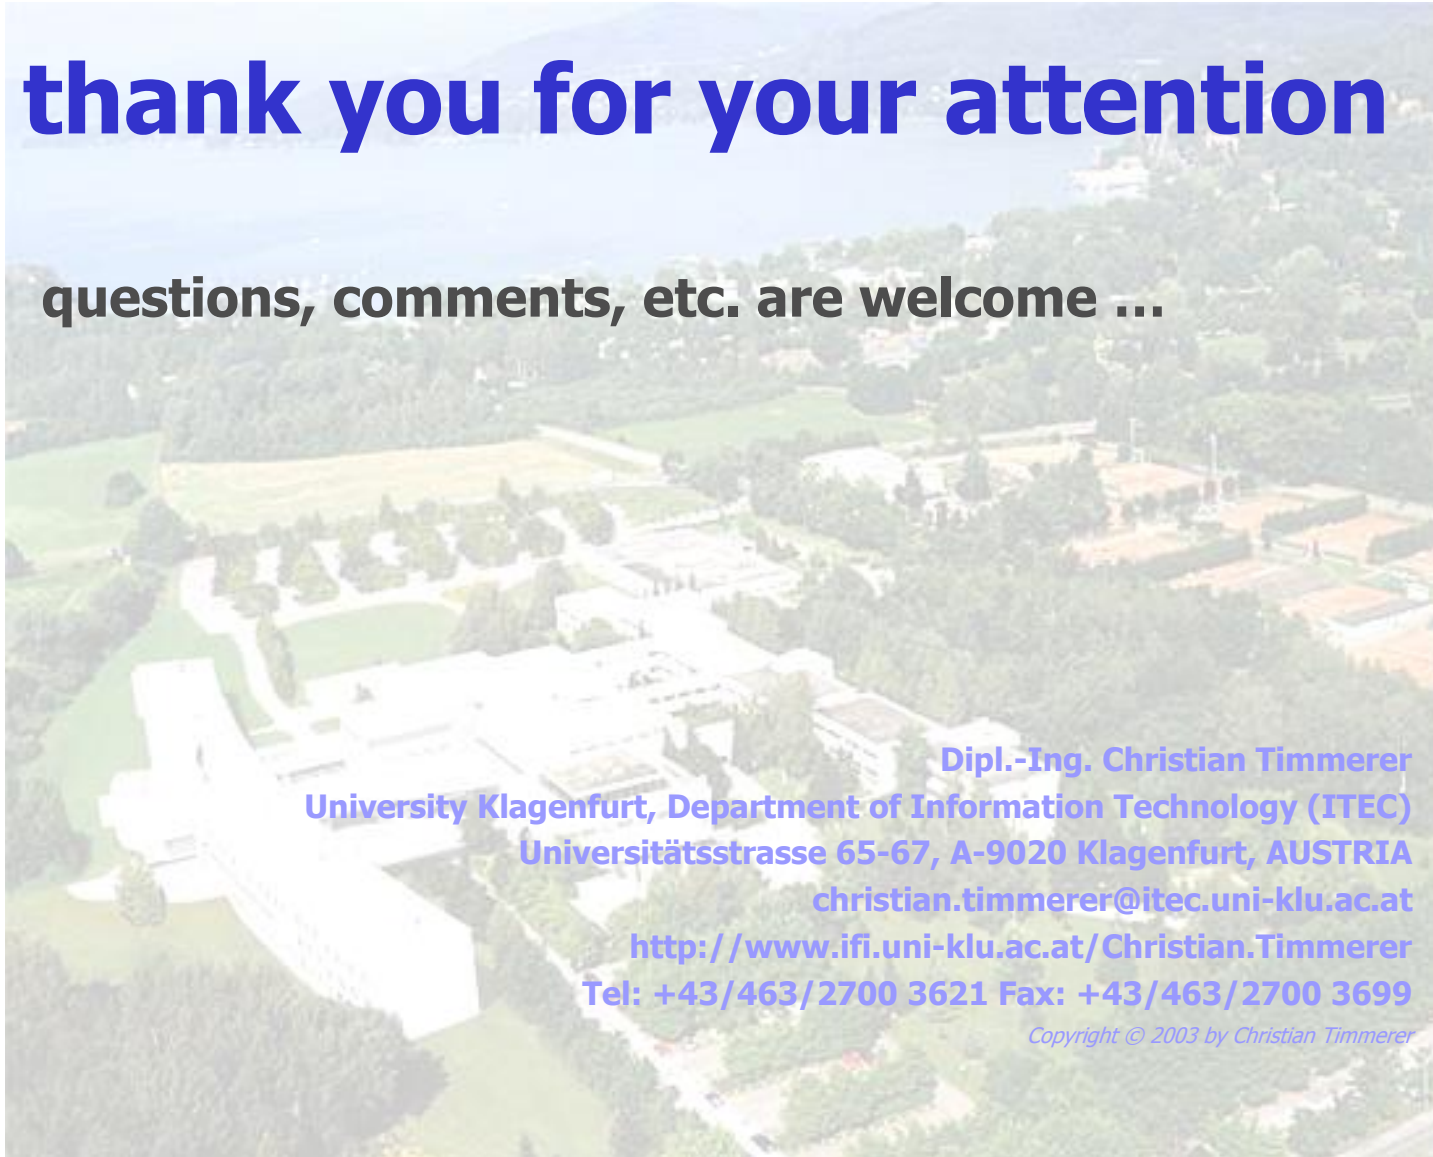 thank you for your attention
questions, comments, etc. are welcome …
Dipl.-Ing. Christian Timmerer
University Klagenfurt, Department of Information Technology (ITEC)
Universitätsstrasse 65-67, A-9020 Klagenfurt, AUSTRIA
christian.timmerer@itec.uni-klu.ac.at
http://www.ifi.uni-klu.ac.at/Christian.Timmerer
Tel: +43/463/2700 3621 Fax: +43/463/2700 3699
Copyright © 2003 by Christian Timmerer